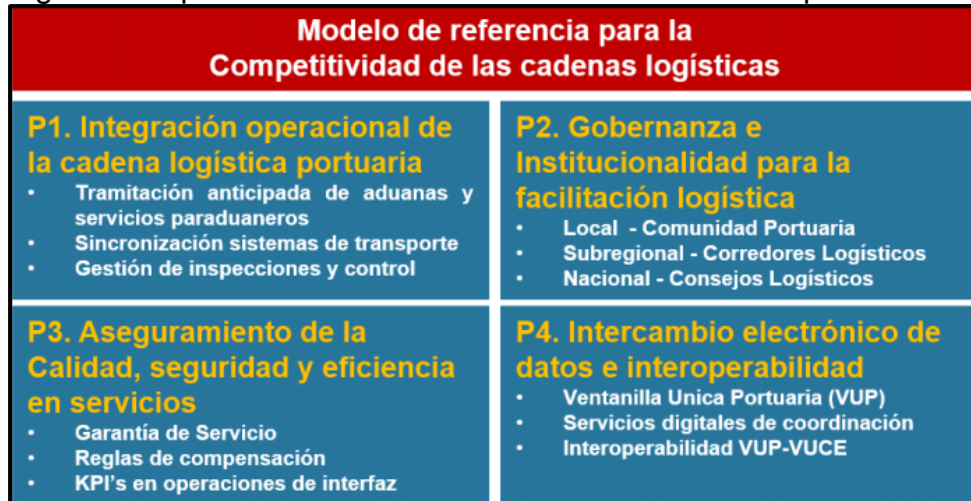 Modelo de referencia para la
Competitividad de las cadenas logísticas
P1. Integración operacional de
la cadena logística portuaria
• Tramitación anticipada de aduanas y
servicios paraduaneros
• Sincronización sistemas de transporte
• Gestión de inspecciones y control
P2. Gobernanza e
Institucionalidad para la
facilitación logística
• Local - Comunidad Portuaria
• Subregional - Corredores Logísticos
• Nacional - Consejos Logísticos
P3. Aseguramiento de la
Calidad, seguridad y eficiencia
en servicios
• Garantía de Servicio
• Reglas de compensación
• KPI's en operaciones de interfaz
P4. Intercambio electrónico de
datos e interoperabilidad
• Ventanilla Unica Portuaria (VUP)
• Servicios digitales de coordinación
• Interoperabilidad VUP-VUCE